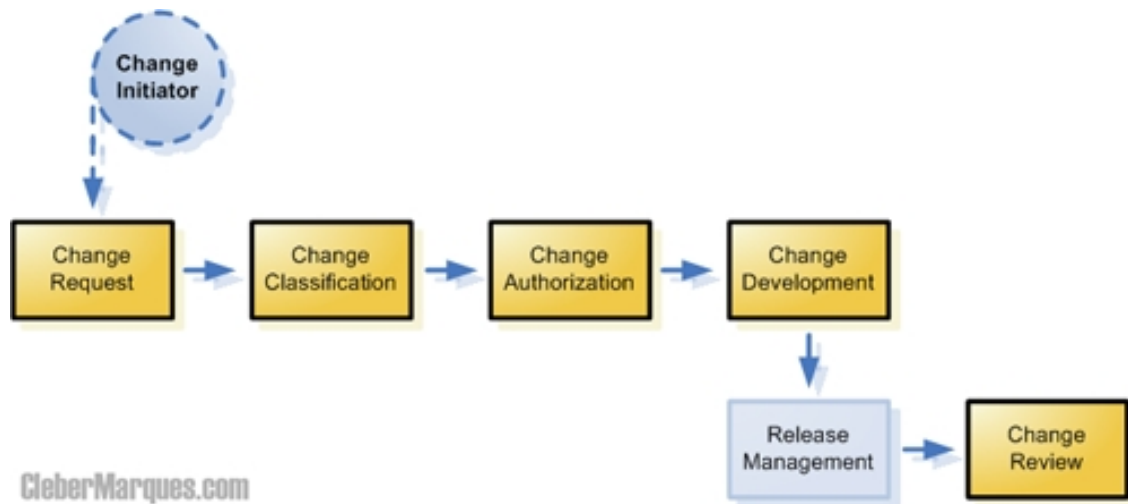 Change
Initiator
Change
Request
Change
Classification
Change
Authorization
Change
Development
Release
Management
Change
Review
CleberMarques.com